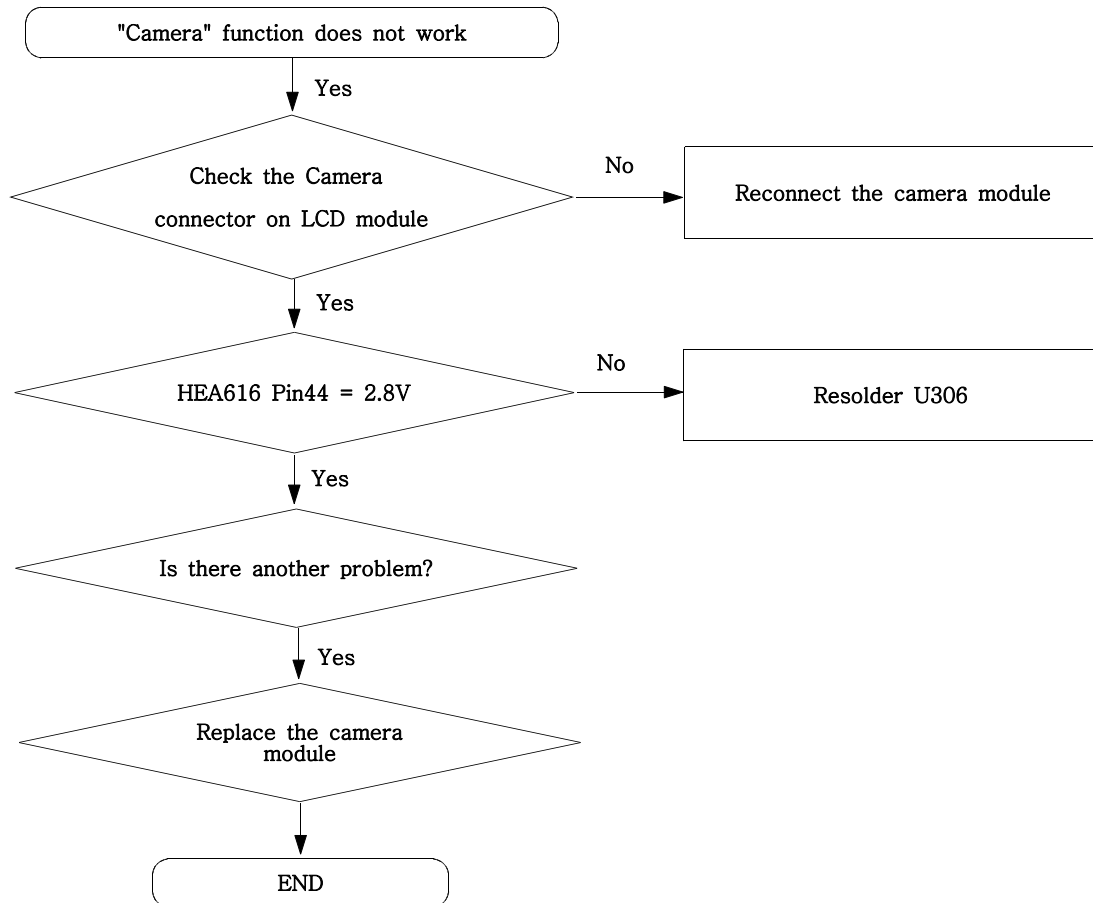 "Camera" function does not work
Yes
Check the Camera
connector on LCD module
No
Reconnect the camera module
Yes
HEA616 Pin44 = 2.8V
No
Resolder U306
Yes
Is there another problem?
Yes
Replace the camera
module
END